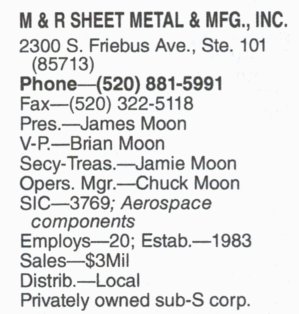 M & R SHEET METAL & MFG., INC.
2300 S. Friebus Ave., Ste. 101
(85713)
Phone—(520) 881-5991
Fax—(520) 322-5118
Pres.—James Moon
V-P.—Brian Moon
Secy-Treas.—Jamie Moon
Opers. Mgr.—Chuck Moon
SIC—3769; Aerospace
components
Employs—20; Estab.—1983
Sales—$3Mil
Distrib.—Local
Privately owned sub-S corp.